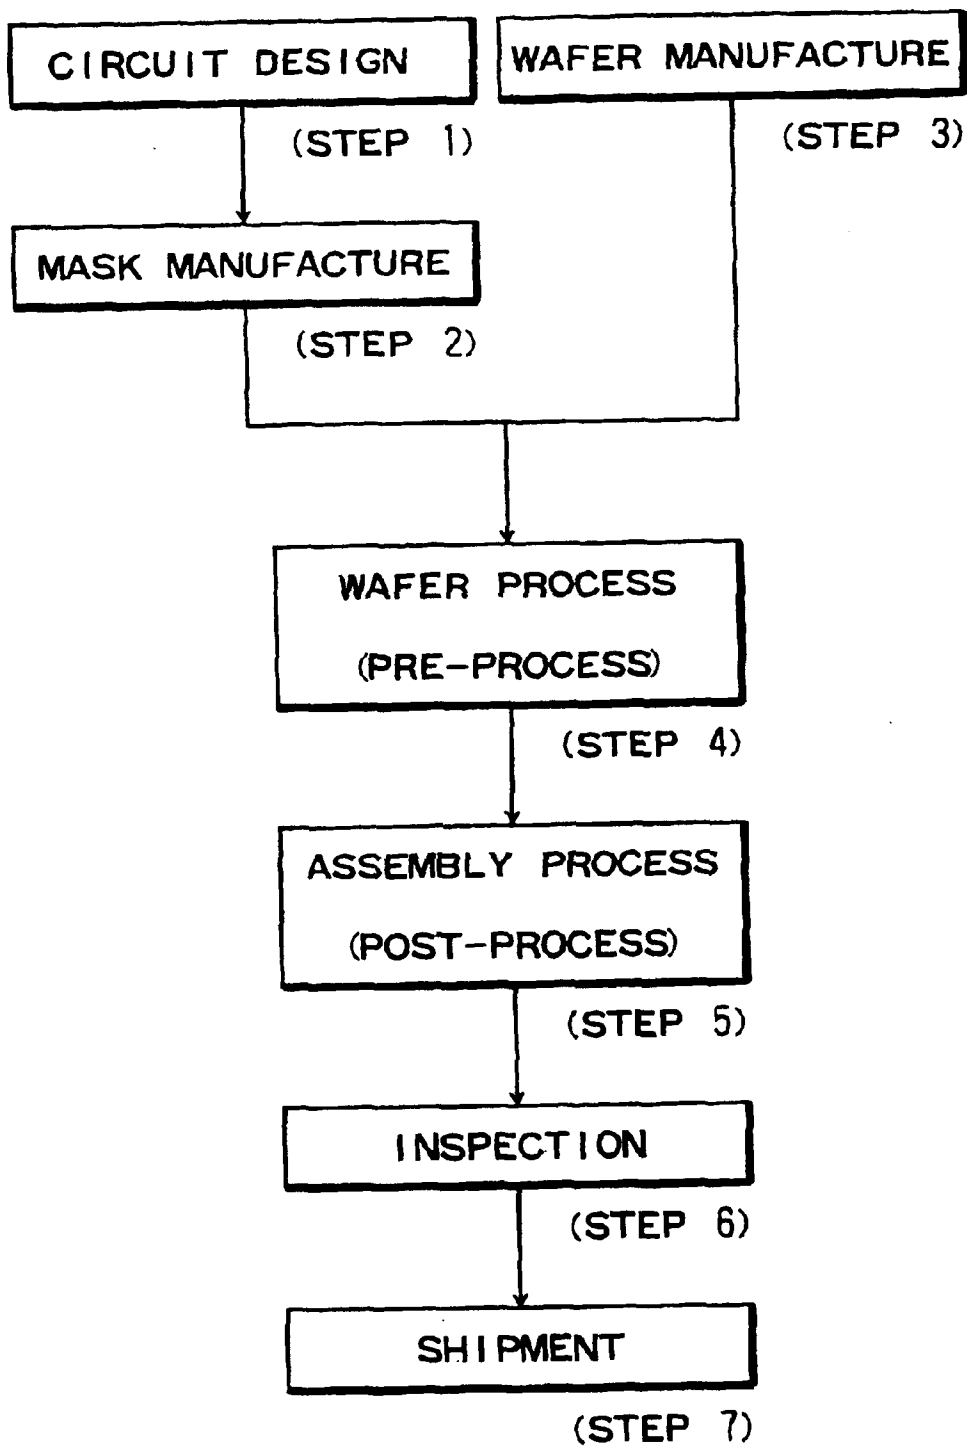 CIRCUIT DESIGN
(STEP 1)
WAFER MANUFACTURE
(STEP 3)
MASK MANUFACTURE
(STEP 2)
WAFER PROCESS
(PRE-PROCESS)
(STEP 4)
ASSEMBLY PROCESS
(POST-PROCESS)
(STEP 5)
INSPECTION
(STEP 6)
SHIPMENT
(STEP 7)